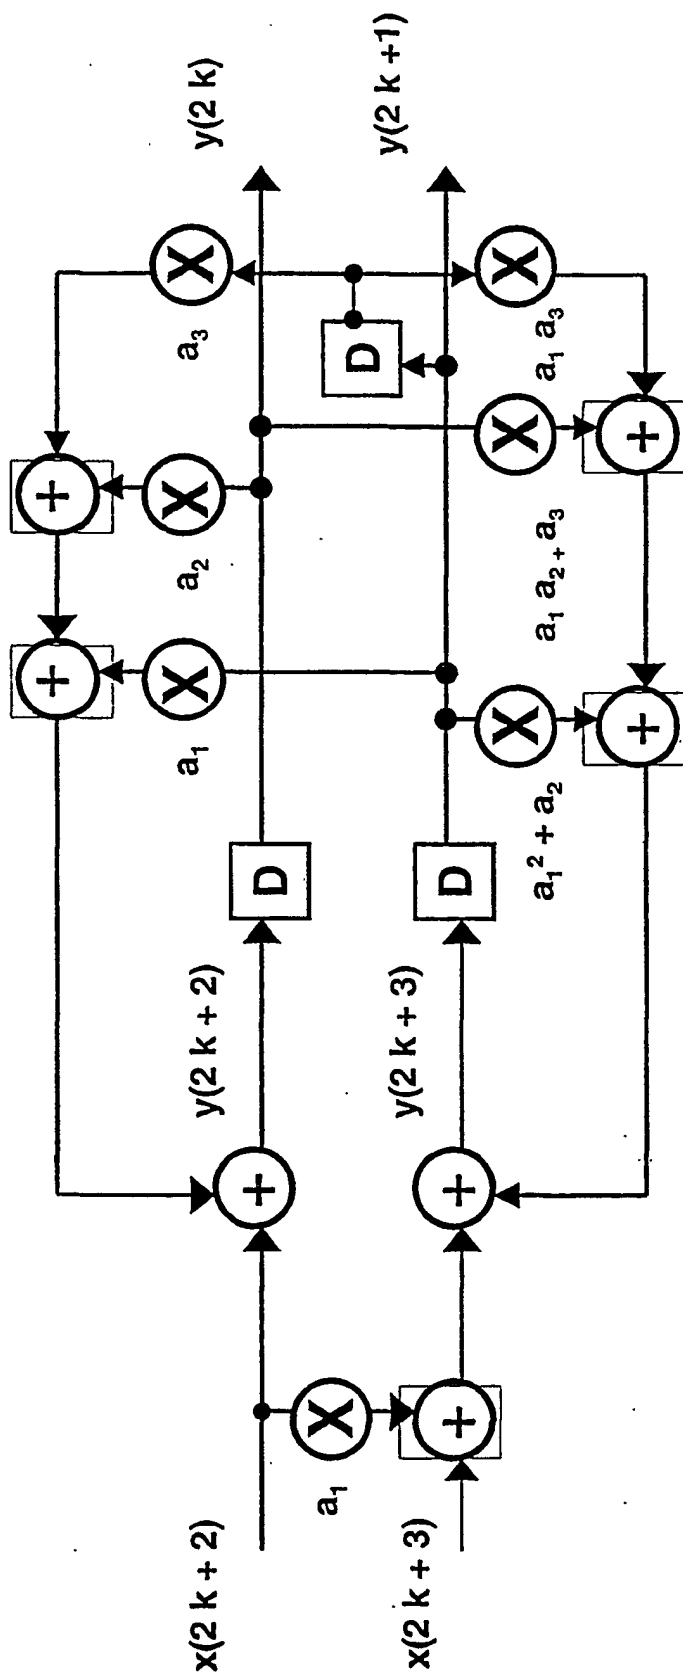 a₃
a₂
a₁
x(2 k + 2)
y(2 k + 2)
D
y(2 k)
a₁
D
x(2 k + 3)
y(2 k + 3)
D
y(2 k +1)
a₁² + a₂
a₁ a₂ + a₃
a₁ a₃